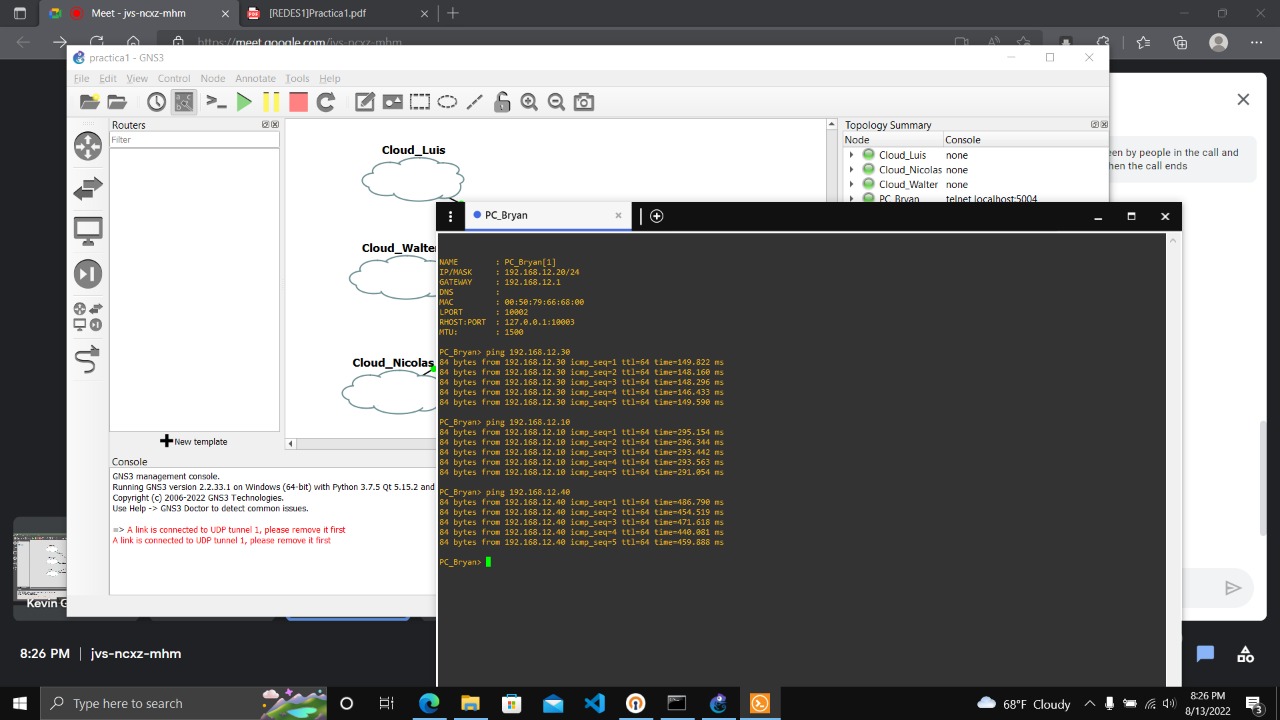 Meet - jvs-ncxz-mhm
[REDES1]Practica1.pdf
https://meet.google.com/jvs-ncxz-mhm
practica1 - GNS3
File Edit View Control Node Annotate Tools Help
Routers
Filter
New template
Cloud_Luis
Cloud_Walte
Cloud_Nicolas
Topology Summary
Node Console
Cloud_Luis none
Cloud_Nicolas none
Cloud_Walter none
PC_Bryan telnet localhost:5004
een by people in the call and
hen the call ends
PC_Bryan
NAME : PC_Bryan[1]
IP/MASK : 192.168.12.20/24
GATEWAY : 192.168.12.1
DNS :
MAC : 00:50:79:66:68:00
LPORT : 10002
RHOST:PORT : 127.0.0.1:10003
MTU: : 1500
PC_Bryan> ping 192.168.12.30
84 bytes from 192.168.12.30 icmp_seq=1 ttl=64 time=149.822 ms
84 bytes from 192.168.12.30 icmp_seq=2 ttl=64 time=148.160 ms
84 bytes from 192.168.12.30 icmp_seq=3 ttl=64 time=148.296 ms
84 bytes from 192.168.12.30 icmp_seq=4 ttl=64 time=146.433 ms
84 bytes from 192.168.12.30 icmp_seq=5 ttl=64 time=149.590 ms
PC_Bryan> ping 192.168.12.10
84 bytes from 192.168.12.10 icmp_seq=1 ttl=64 time=295.154 ms
84 bytes from 192.168.12.10 icmp_seq=2 ttl=64 time=296.344 ms
84 bytes from 192.168.12.10 icmp_seq=3 ttl=64 time=293.442 ms
84 bytes from 192.168.12.10 icmp_seq=4 ttl=64 time=293.563 ms
84 bytes from 192.168.12.10 icmp_seq=5 ttl=64 time=291.054 ms
PC_Bryan> ping 192.168.12.40
84 bytes from 192.168.12.40 icmp_seq=1 ttl=64 time=486.790 ms
84 bytes from 192.168.12.40 icmp_seq=2 ttl=64 time=454.519 ms
84 bytes from 192.168.12.40 icmp_seq=3 ttl=64 time=471.618 ms
84 bytes from 192.168.12.40 icmp_seq=4 ttl=64 time=440.081 ms
84 bytes from 192.168.12.40 icmp_seq=5 ttl=64 time=459.888 ms
PC_Bryan>
Console
GNS3 management console.
Running GNS3 version 2.2.33.1 on Windows (64-bit) with Python 3.7.5 Qt 5.15.2 and
Copyright (c) 2006-2022 GNS3 Technologies.
Use Help -> GNS3 Doctor to detect common issues.
=> A link is connected to UDP tunnel 1, please remove it first
A link is connected to UDP tunnel 1, please remove it first
Kevin G
8:26 PM | jvs-ncxz-mhm
Type here to search
68°F Cloudy
8:26 PM
8/13/2022
3